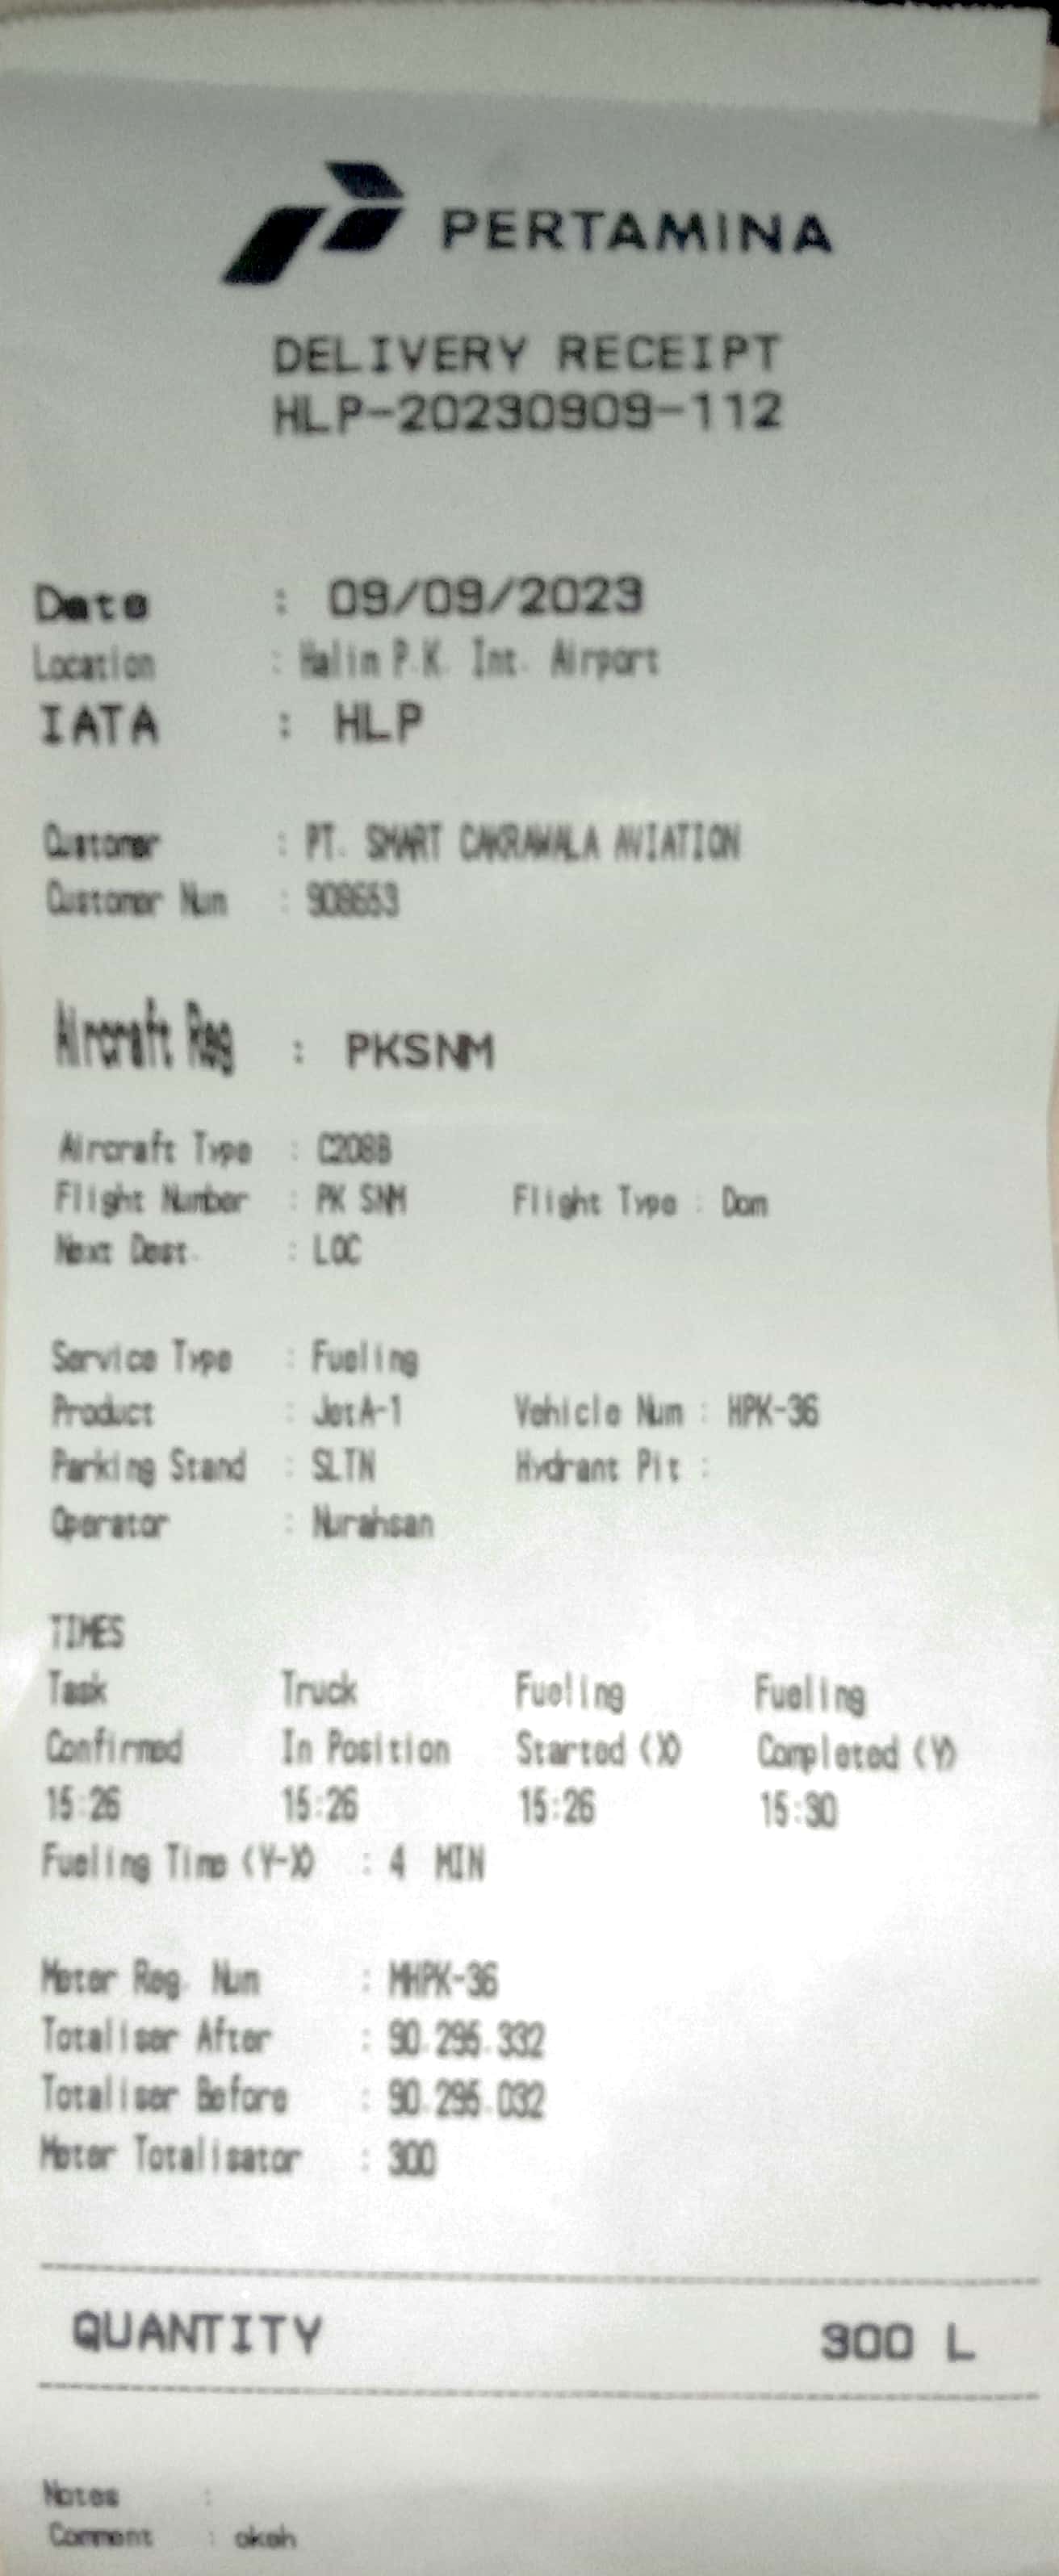 PERTAMINA
DELIVERY RECEIPT
HLP-20230909-112
Date : 09/09/2023
Location : Halim P.K. Int. Airport
IATA : HLP
Customer : PT. SMART CAKRAWALA AVIATION
Customer Num : 908653
Aircraft Reg : PKSNM
Aircraft Type : C208B
Flight Number : PK SNM Flight Type : Dom
Next Dest. : LOC
Service Type : Fueling
Product : JetA-1 Vehicle Num : HPK-36
Parking Stand : SLTN Hydrant Pit :
Operator : Nurahsan
TIMES
Task Truck Fueling Fueling
Confirmed In Position Started (X) Completed (Y)
15:26 15:26 15:26 15:30
Fueling Time (Y-X) : 4 MIN
Meter Reg. Num : MHPK-36
Totaliser After : 90.295.332
Totaliser Before : 90.295.032
Meter Totalisator : 300
QUANTITY 300 L
Notes :
Comment : okeh